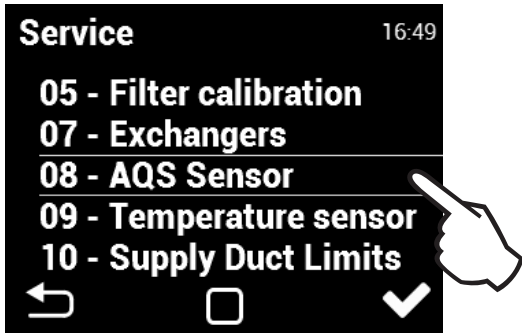 Service 16:49
05 - Filter calibration
07 - Exchangers
08 - AQS Sensor
09 - Temperature sensor
10 - Supply Duct Limits